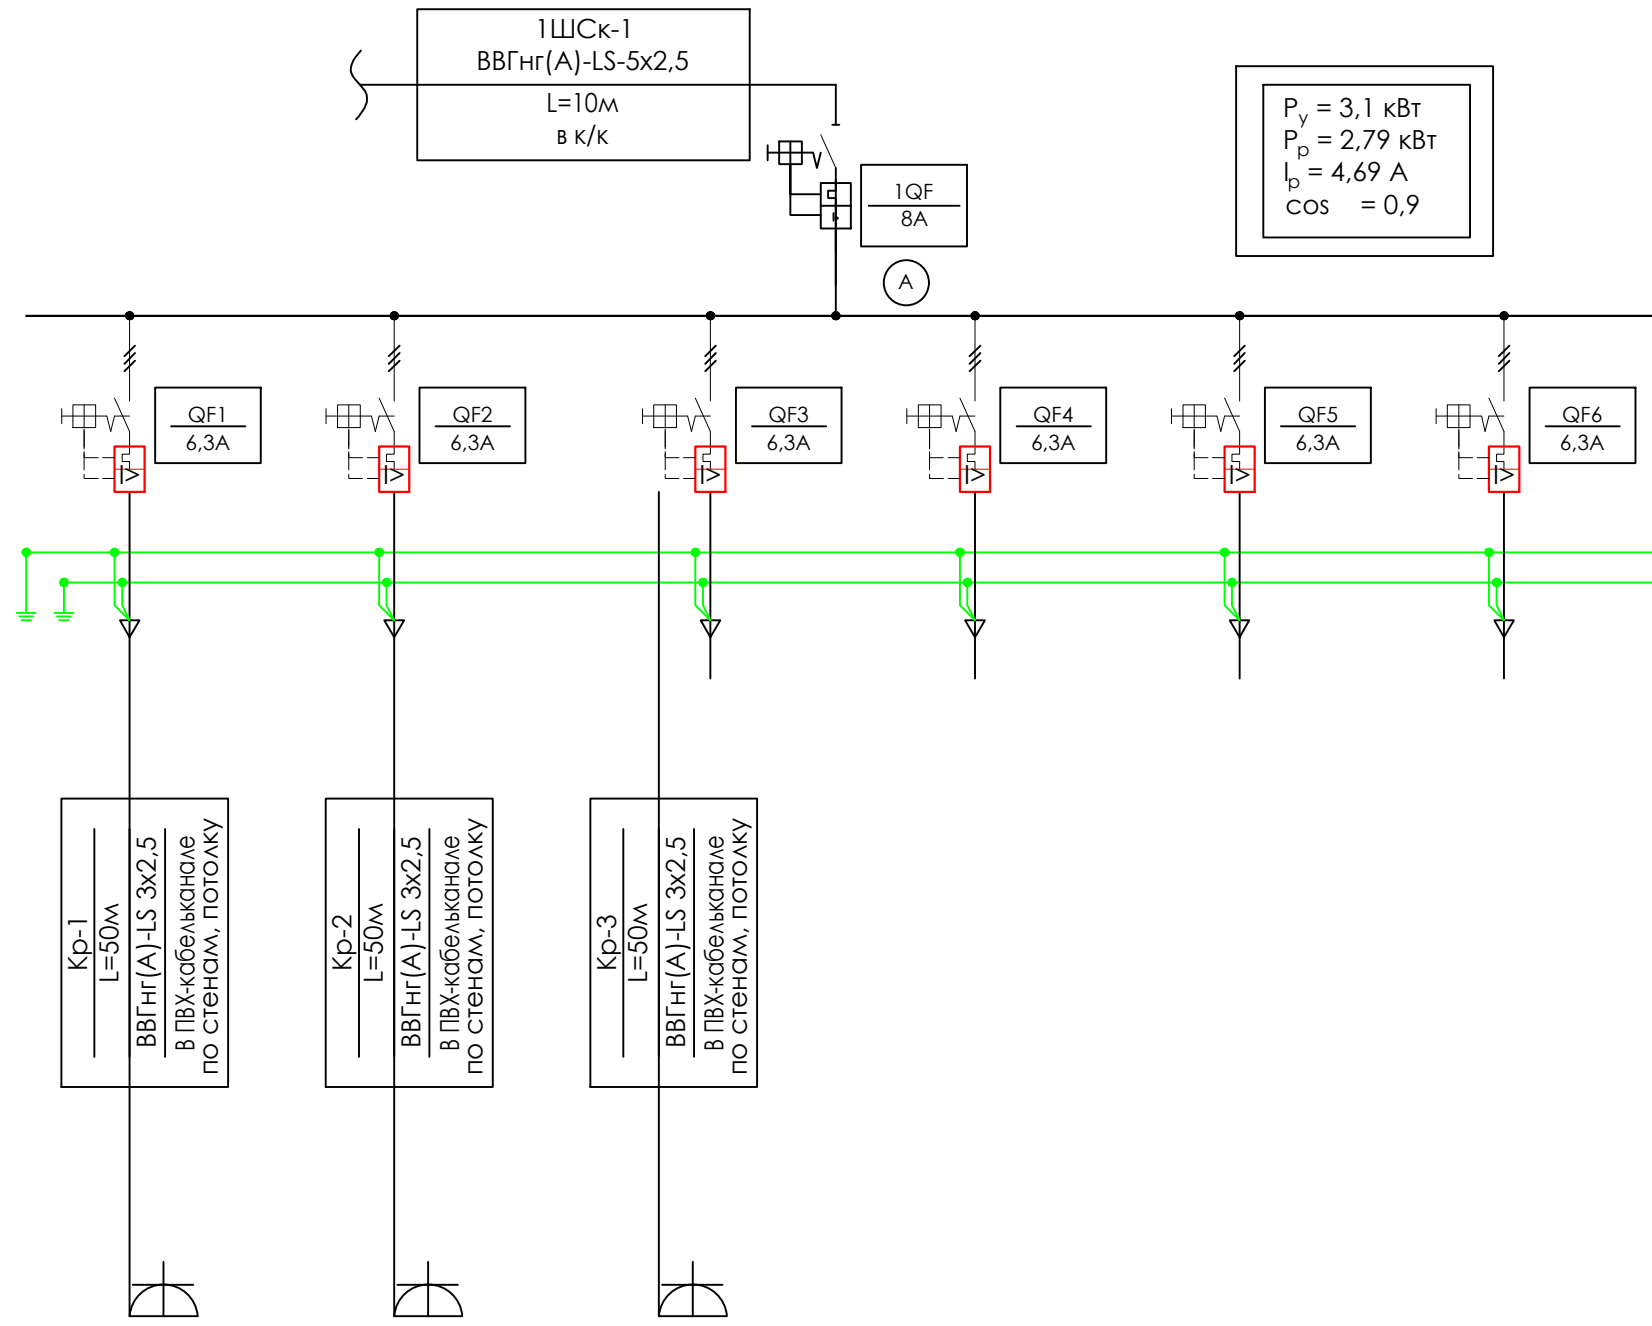 1ШСк-1
ВВГнг(А)-LS-5х2,5
L=10м
в к/к
Pу = 3,1 кВт
Pр = 2,79 кВт
Iр = 4,69 А
cos = 0,9
1QF
8А
А
QF1
6,3А
QF2
6,3А
QF3
6,3А
QF4
6,3А
QF5
6,3А
QF6
6,3А
Кр-1
L=50м
ВВГнг(А)-LS 3х2,5
В ПВХ-кабельканале
по стенам, потолку
Кр-2
L=50м
ВВГнг(А)-LS 3х2,5
В ПВХ-кабельканале
по стенам, потолку
Кр-3
L=50м
ВВГнг(А)-LS 3х2,5
В ПВХ-кабельканале
по стенам, потолку